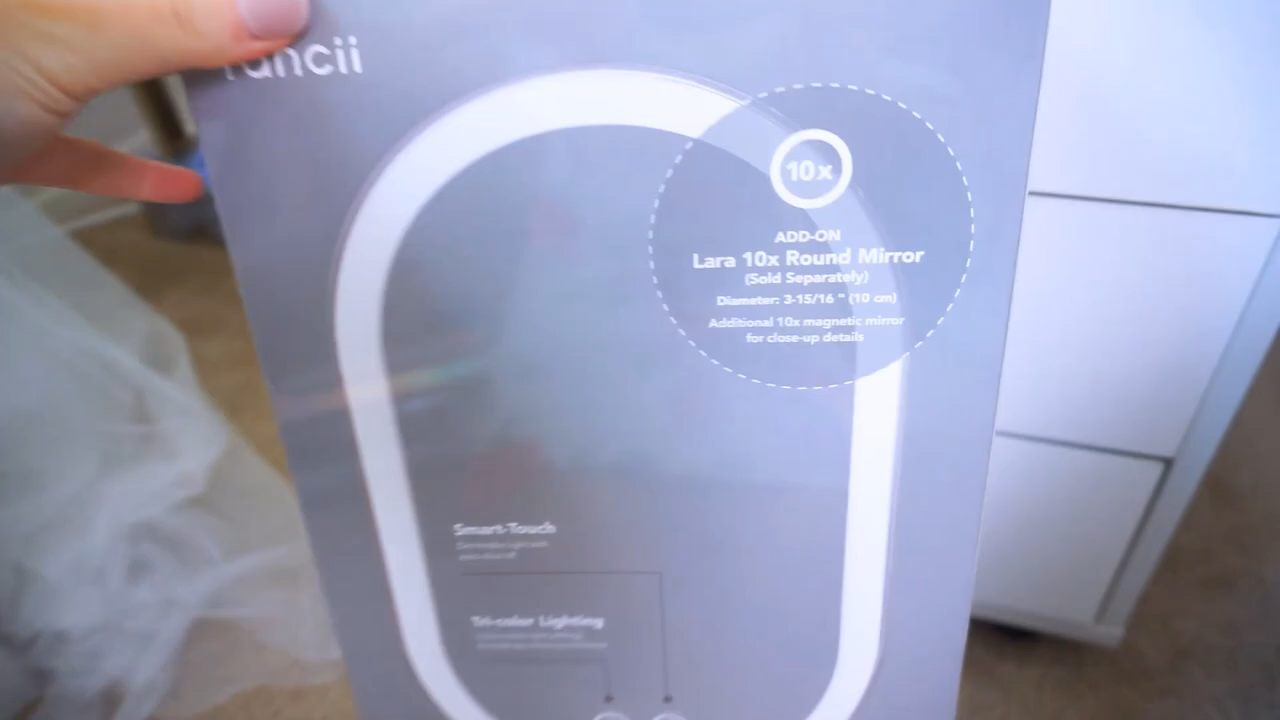 fancii
10x
ADD-ON
Lara 10x Round Mirror
(Sold Separately)
Diameter: 3-15/16 " (10 cm)
Additional 10x magnetic mirror
for close-up details
Smart-Touch
Tri-color Lighting